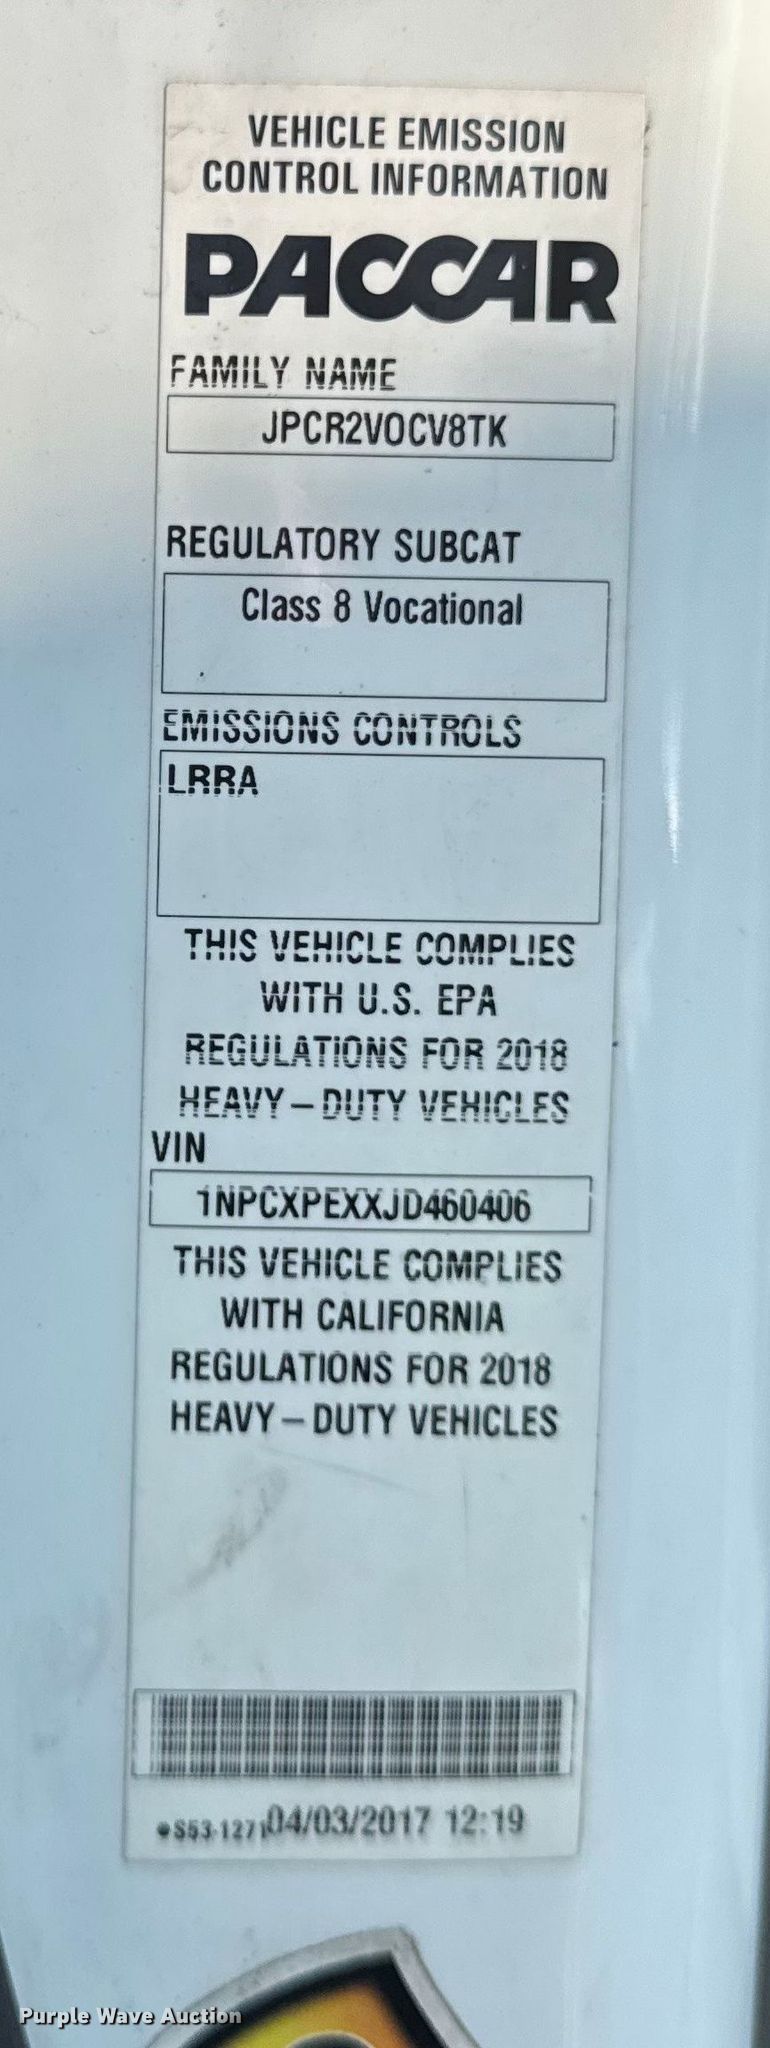 VEHICLE EMISSION
CONTROL INFORMATION
PACCAR
FAMILY NAME
JPCR2VOCV8TK
REGULATORY SUBCAT
Class 8 Vocational
EMISSIONS CONTROLS
LRRA
THIS VEHICLE COMPLIES
WITH U.S. EPA
REGULATIONS FOR 2018
HEAVY-DUTY VEHICLES
VIN
1NPCXPEXXJD460406
THIS VEHICLE COMPLIES
WITH CALIFORNIA
REGULATIONS FOR 2018
HEAVY-DUTY VEHICLES
S53-1271 04/03/2017 12:19
Purple Wave Auction